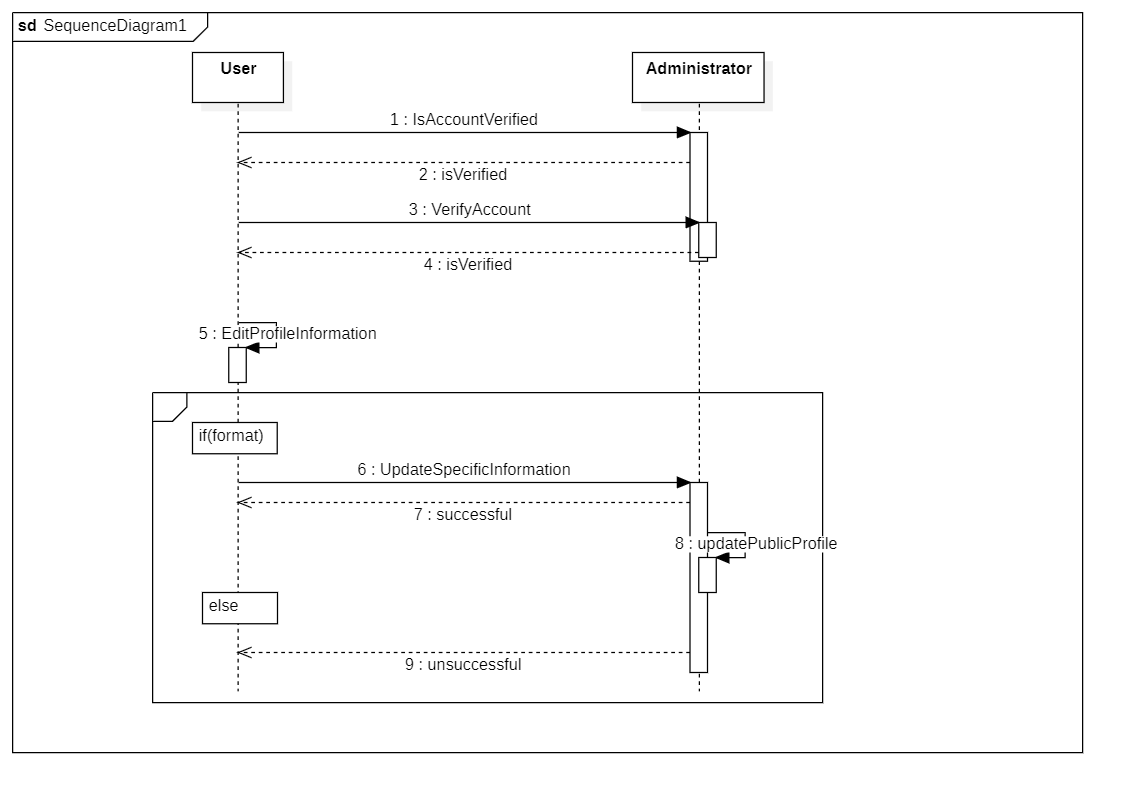 sd SequenceDiagram1
User
Administrator
1 : IsAccountVerified
2 : isVerified
3 : VerifyAccount
4 : isVerified
5 : EditProfileInformation
if(format)
6 : UpdateSpecificInformation
7 : successful
8 : updatePublicProfile
else
9 : unsuccessful